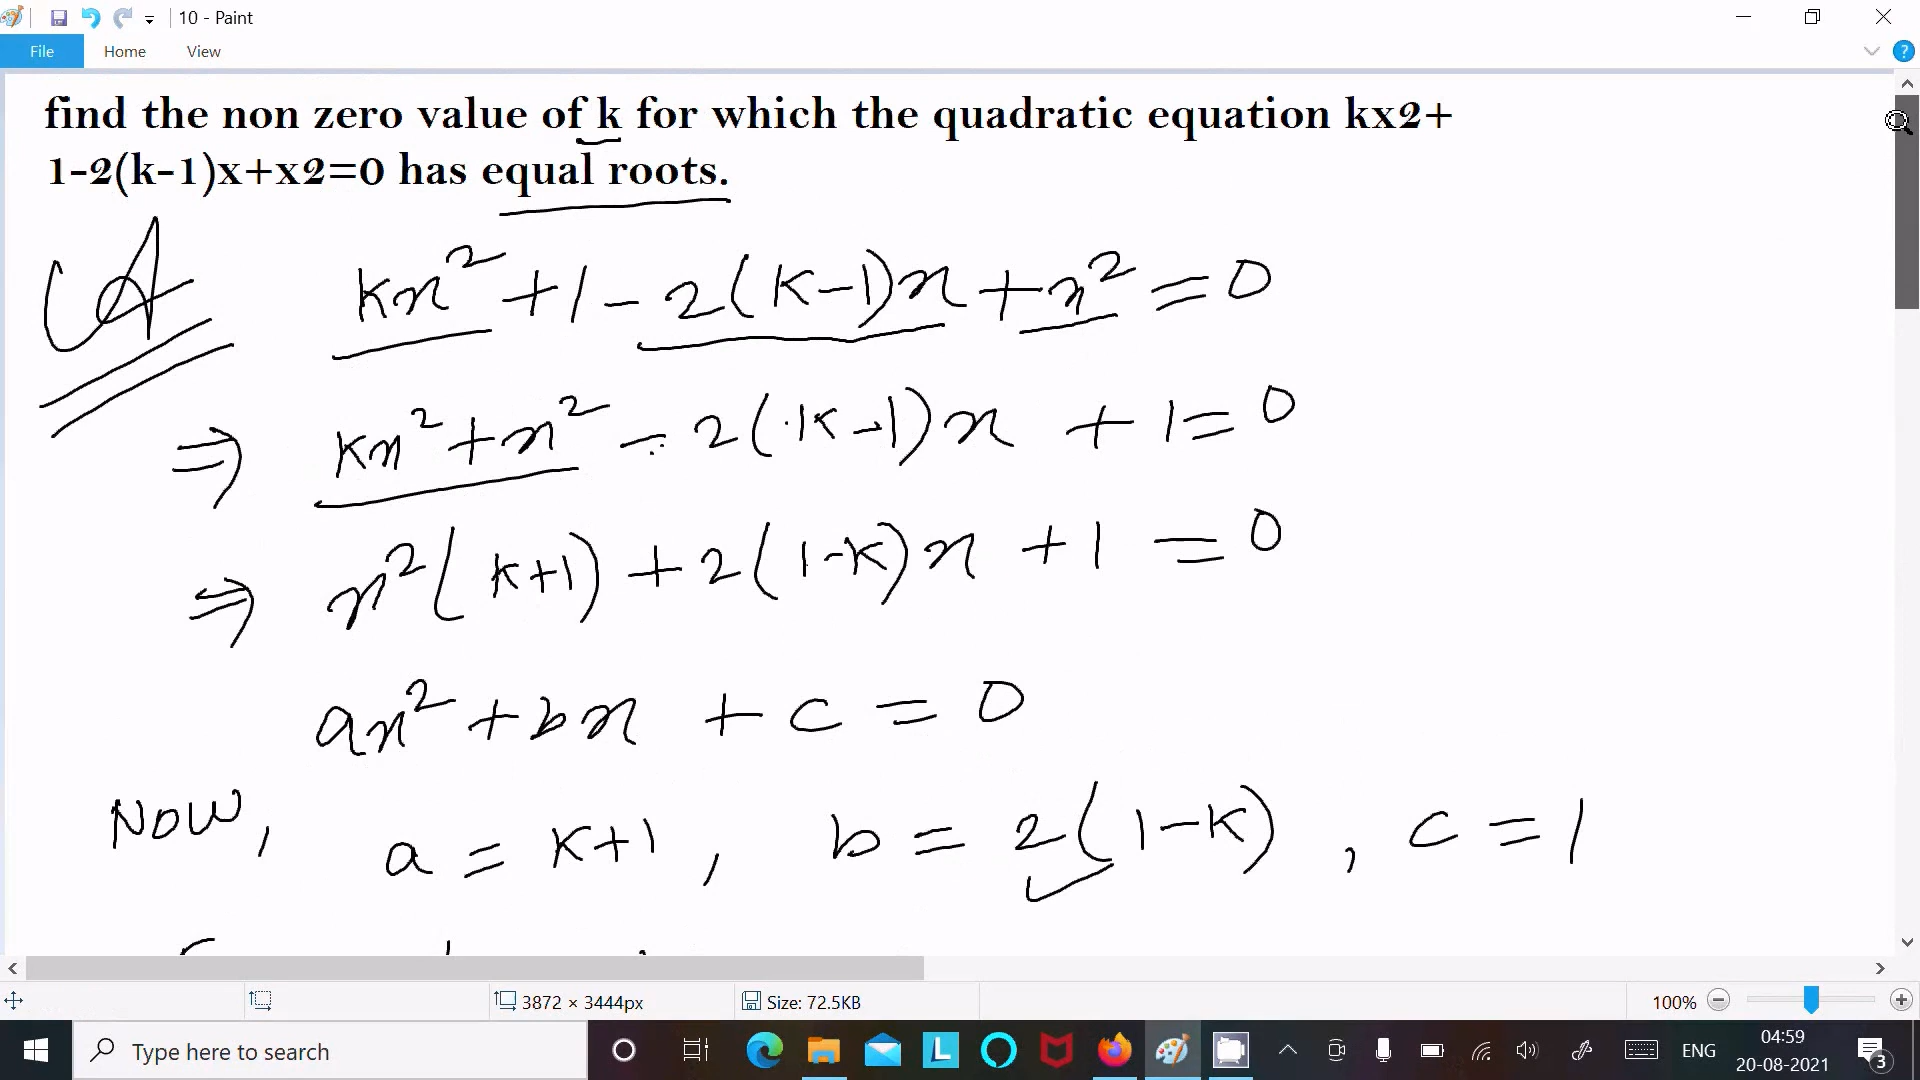 10 - Paint
File Home View
find the non zero value of k for which the quadratic equation kx2+
1-2(k-1)x+x2=0 has equal roots.
kx²+1-2(k-1)x+x²=0
⇒ kx²+x²-2(k-1)x+1=0
⇒ x²(k+1)+2(1-k)x+1=0
ax²+bx+c=0
Now, a=k+1, b=2(1-k), c=1
3872 × 3444px Size: 72.5KB 100%
Type here to search
L
ENG
04:59
20-08-2021
3